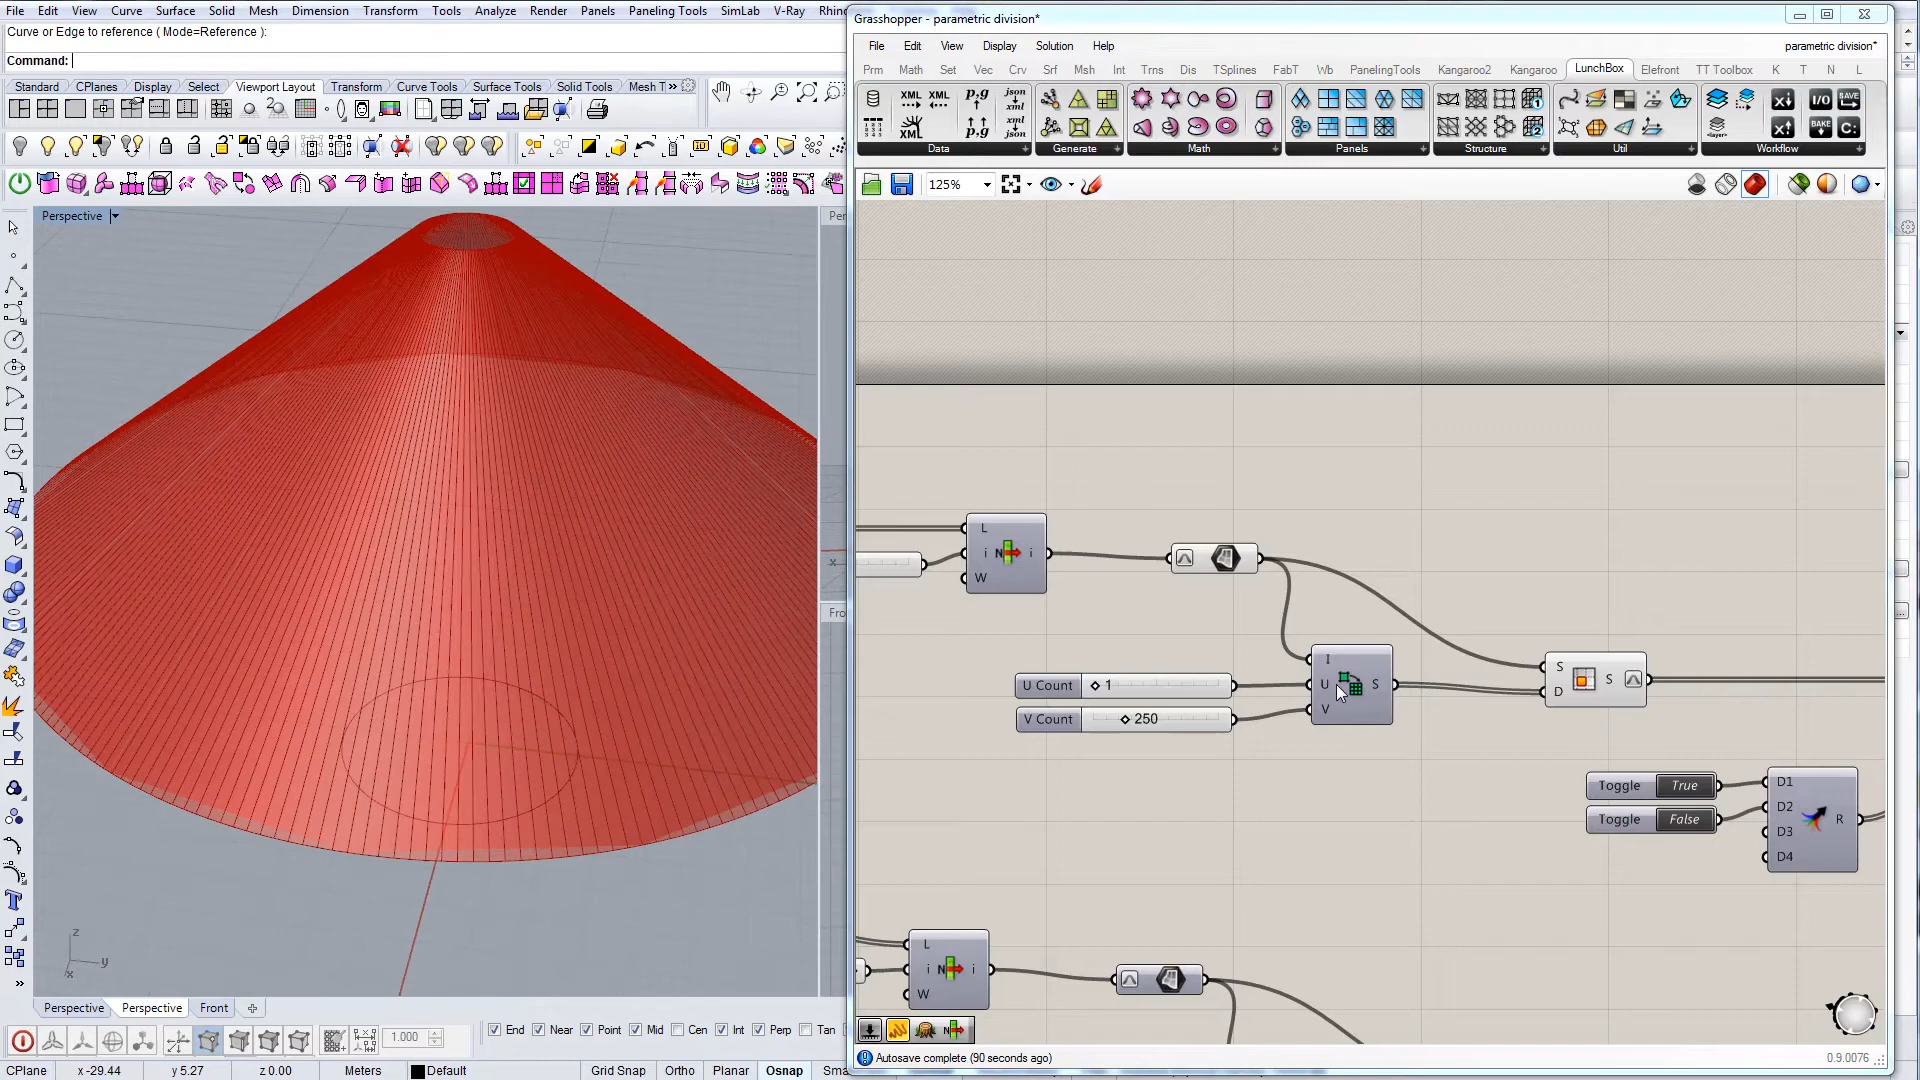 File Edit View Curve Surface Solid Mesh Dimension Transform Tools Analyze Render Panels Paneling Tools SimLab V-Ray
Curve or Edge to reference ( Mode=Reference ):
Command:
Standard CPlanes Display Select Viewport Layout Transform Curve Tools Surface Tools Solid Tools Mesh T »
Perspective
Grasshopper - parametric division*
File Edit View Display Solution Help parametric division*
Prm Math Set Vec Crv Srf Msh Int Trns Dis TSplines FabT Wb PanelingTools Kangaroo2 Kangaroo LunchBox Elefront TT Toolbox K T N L
Data Generate Math Panels Structure Util Workflow
125%
L
i N i
W
U Count 1
V Count 250
I
U S
V
S
D S
Toggle True
Toggle False
D1
D2
D3
D4
R
L
i N i
W
z
y
x
Perspective Perspective Front
1.000
End Near Point Mid Cen Int Perp Tan
Autosave complete (90 seconds ago) 0.9.0076
CPlane x -29.44 y 5.27 z 0.00 Meters Default Grid Snap Ortho Planar Osnap